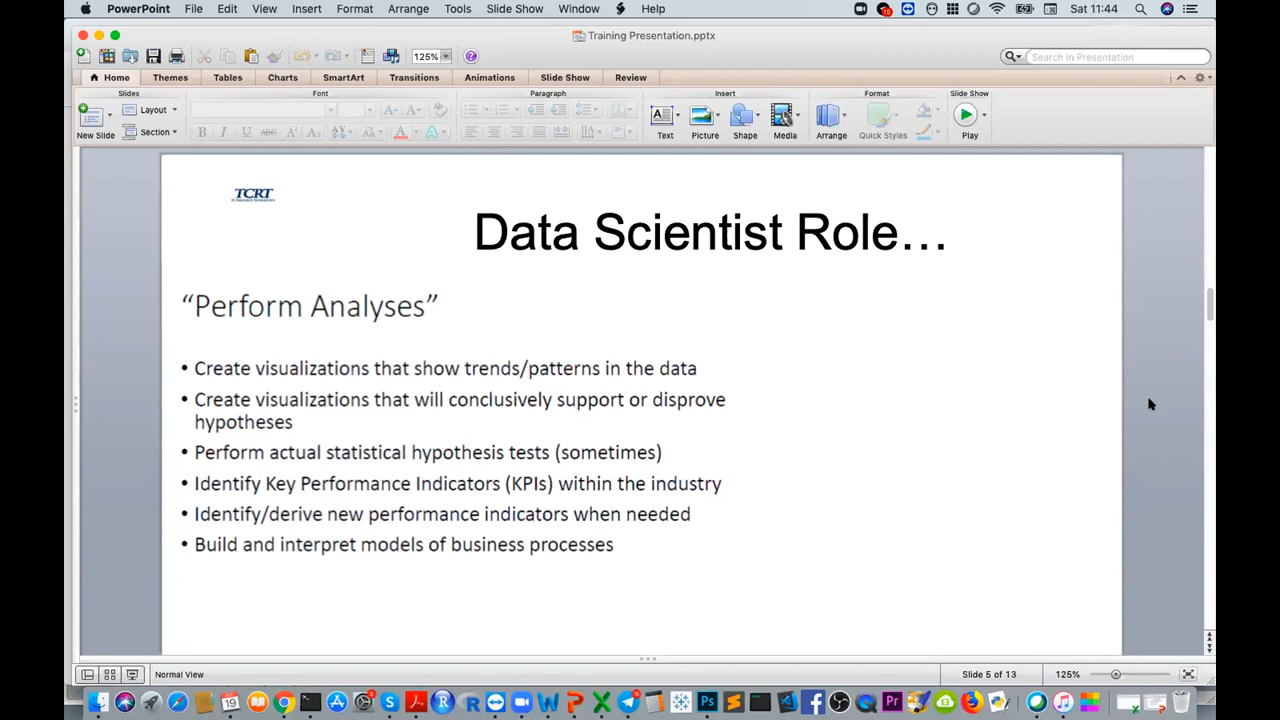 PowerPoint File Edit View Insert Format Arrange Tools Slide Show Window Help Sat 11:44
Training Presentation.pptx
125% Search in Presentation
Home Themes Tables Charts SmartArt Transitions Animations Slide Show Review
Slides Font Paragraph Insert Format Slide Show
New Slide Layout Section Text Picture Shape Media Arrange Quick Styles Play
TCRT
Data Scientist Role…
“Perform Analyses”
• Create visualizations that show trends/patterns in the data
• Create visualizations that will conclusively support or disprove
hypotheses
• Perform actual statistical hypothesis tests (sometimes)
• Identify Key Performance Indicators (KPIs) within the industry
• Identify/derive new performance indicators when needed
• Build and interpret models of business processes
Normal View Slide 5 of 13 125%